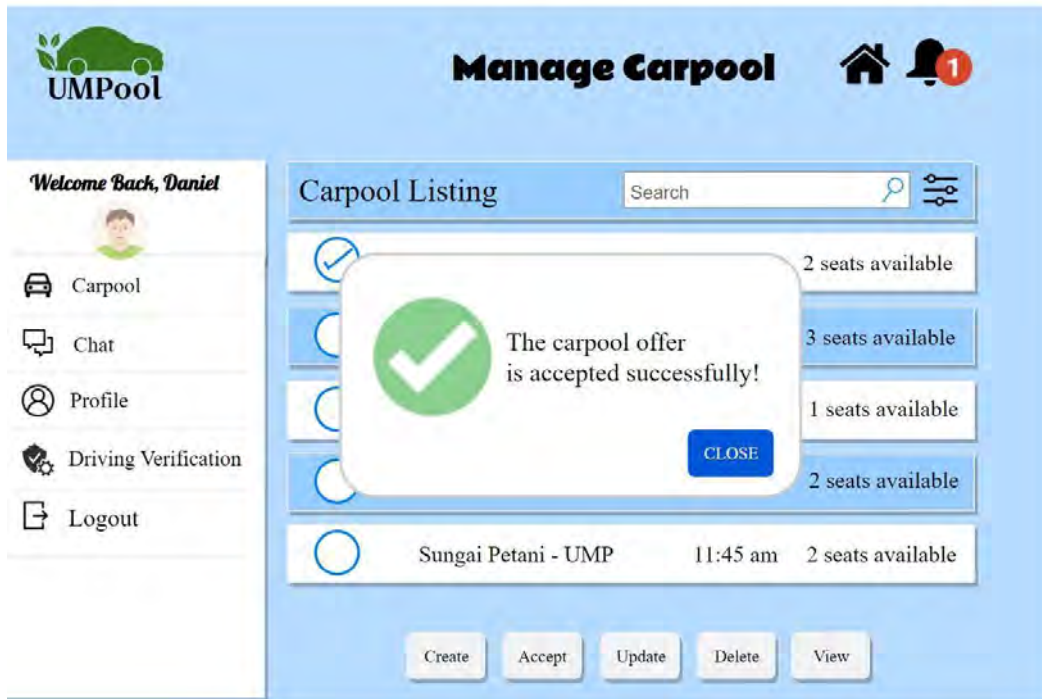 UMPool
Manage Carpool
1
Welcome Back, Daniel
Carpool
Chat
Profile
Driving Verification
Logout
Carpool Listing
Search
2 seats available
3 seats available
1 seats available
2 seats available
The carpool offer
is accepted successfully!
CLOSE
Sungai Petani - UMP 11:45 am 2 seats available
Create Accept Update Delete View